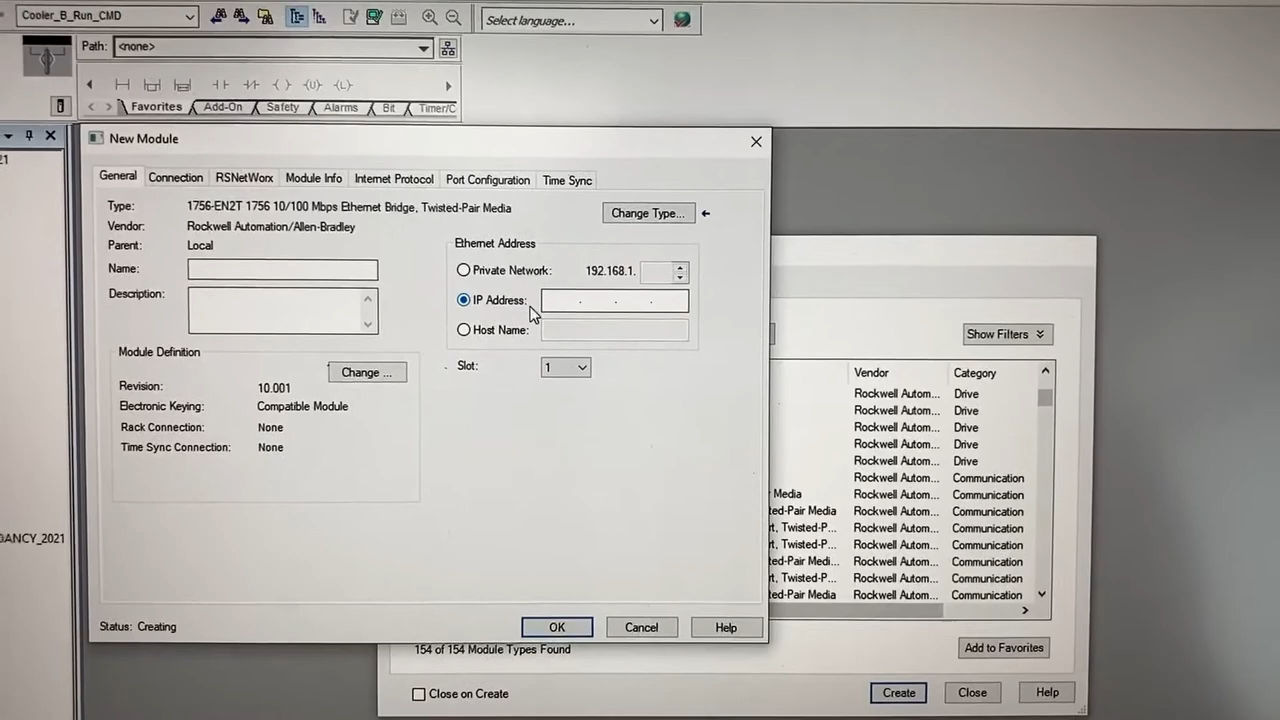 Cooler_B_Run_CMD
Select language...
Path: <none>
Favorites Add-On Safety Alarms Bit Timer/C
New Module
21
General Connection RSNetWorx Module Info Internet Protocol Port Configuration Time Sync
Type: 1756-EN2T 1756 10/100 Mbps Ethernet Bridge, Twisted-Pair Media
Change Type...
Vendor: Rockwell Automation/Allen-Bradley
Parent: Local
Ethernet Address
Name:
Private Network: 192.168.1.
Description:
IP Address: . . .
Host Name:
Module Definition
Slot: 1
Change ...
Revision: 10.001
Electronic Keying: Compatible Module
Rack Connection: None
Time Sync Connection: None
Status: Creating
OK Cancel Help
Show Filters
Vendor Category
Rockwell Autom... Drive
Rockwell Autom... Drive
Rockwell Autom... Drive
Rockwell Autom... Drive
Rockwell Autom... Drive
Rockwell Autom... Communication
Media Rockwell Autom... Communication
ted-Pair Media Rockwell Autom... Communication
rt, Twisted-P... Rockwell Autom... Communication
rt, Twisted-P... Rockwell Autom... Communication
ted-Pair Medi... Rockwell Autom... Communication
rt, Twisted-P... Rockwell Autom... Communication
ted-Pair Media Rockwell Autom... Communication
ANCY_2021
154 of 154 Module Types Found
Add to Favorites
Close on Create
Create Close Help